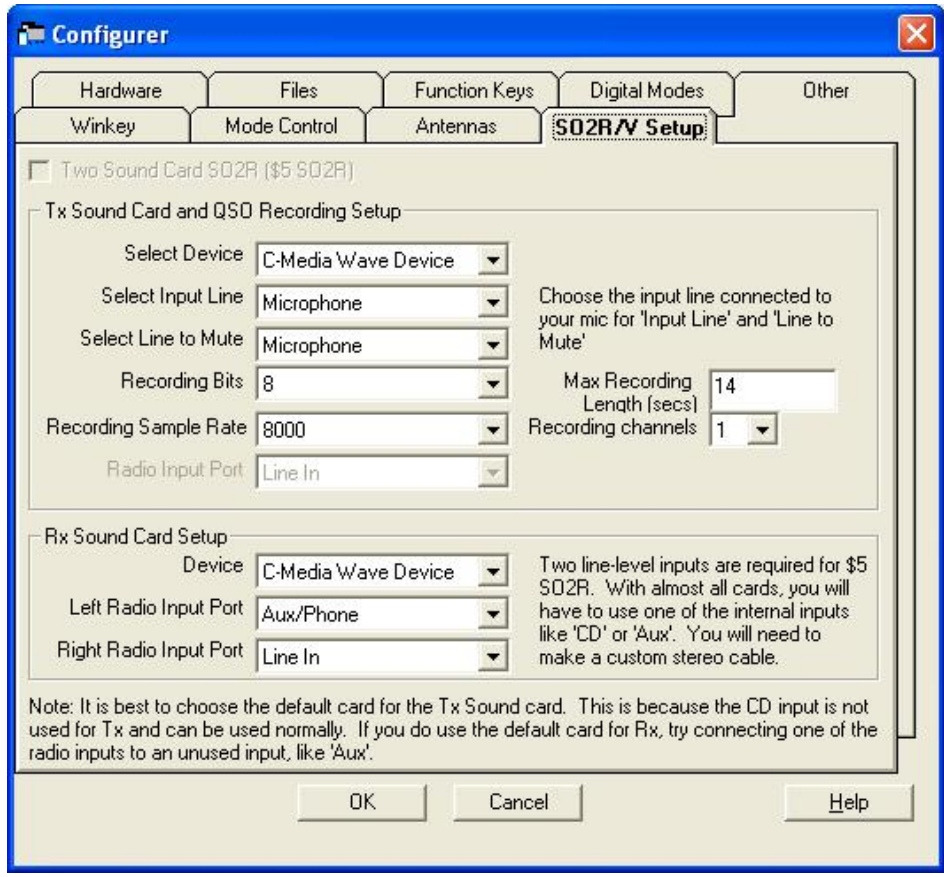 Configurer
Hardware
Files
Function Keys
Digital Modes
Other
Winkey
Mode Control
Antennas
SO2R/V Setup
Two Sound Card SO2R ($5 SO2R)
Tx Sound Card and QSO Recording Setup
Select Device
C-Media Wave Device
Select Input Line
Microphone
Select Line to Mute
Microphone
Choose the input line connected to
your mic for 'Input Line' and 'Line to
Mute'
Recording Bits
8
Max Recording
Length (secs)
14
Recording Sample Rate
8000
Recording channels
1
Radio Input Port
Line In
Rx Sound Card Setup
Device
C-Media Wave Device
Left Radio Input Port
Aux/Phone
Right Radio Input Port
Line In
Two line-level inputs are required for $5
SO2R. With almost all cards, you will
have to use one of the internal inputs
like 'CD' or 'Aux'. You will need to
make a custom stereo cable.
Note: It is best to choose the default card for the Tx Sound card. This is because the CD input is not
used for Tx and can be used normally. If you do use the default card for Rx, try connecting one of the
radio inputs to an unused input, like 'Aux'.
OK
Cancel
Help